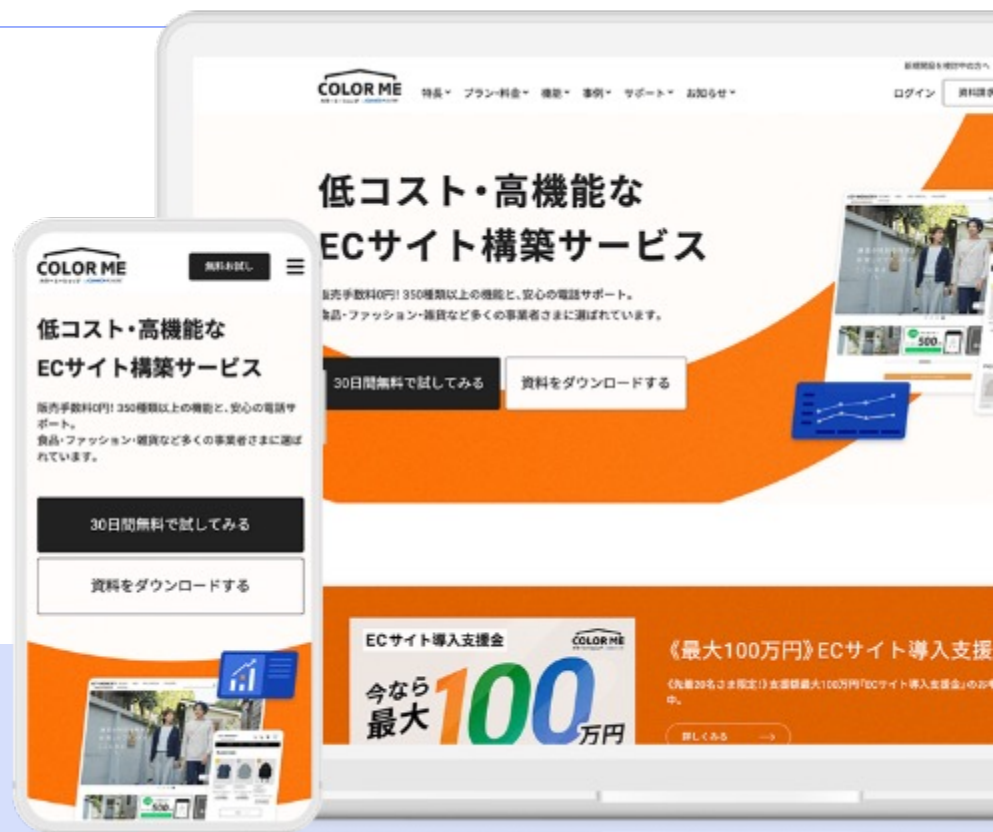 COLOR ME
特長
プラン・料金
機能
事例
サポート
お知らせ
ログイン
低コスト・高機能な
ECサイト構築サービス
販売手数料0円! 350種類以上の機能と、安心の電話サポート。
食品・ファッション・雑貨など多くの事業者さまに選ばれています。
30日間無料で試してみる
資料をダウンロードする
500
ECサイト導入支援金
COLOR ME
今なら
最大
100
万円
《最大100万円》ECサイト導入支援
詳しくみる
COLOR ME
無料お試し
低コスト・高機能な
ECサイト構築サービス
販売手数料0円! 350種類以上の機能と、安心の電話サ
ポート。
食品・ファッション・雑貨など多くの事業者さまに選ば
れています。
30日間無料で試してみる
資料をダウンロードする
500